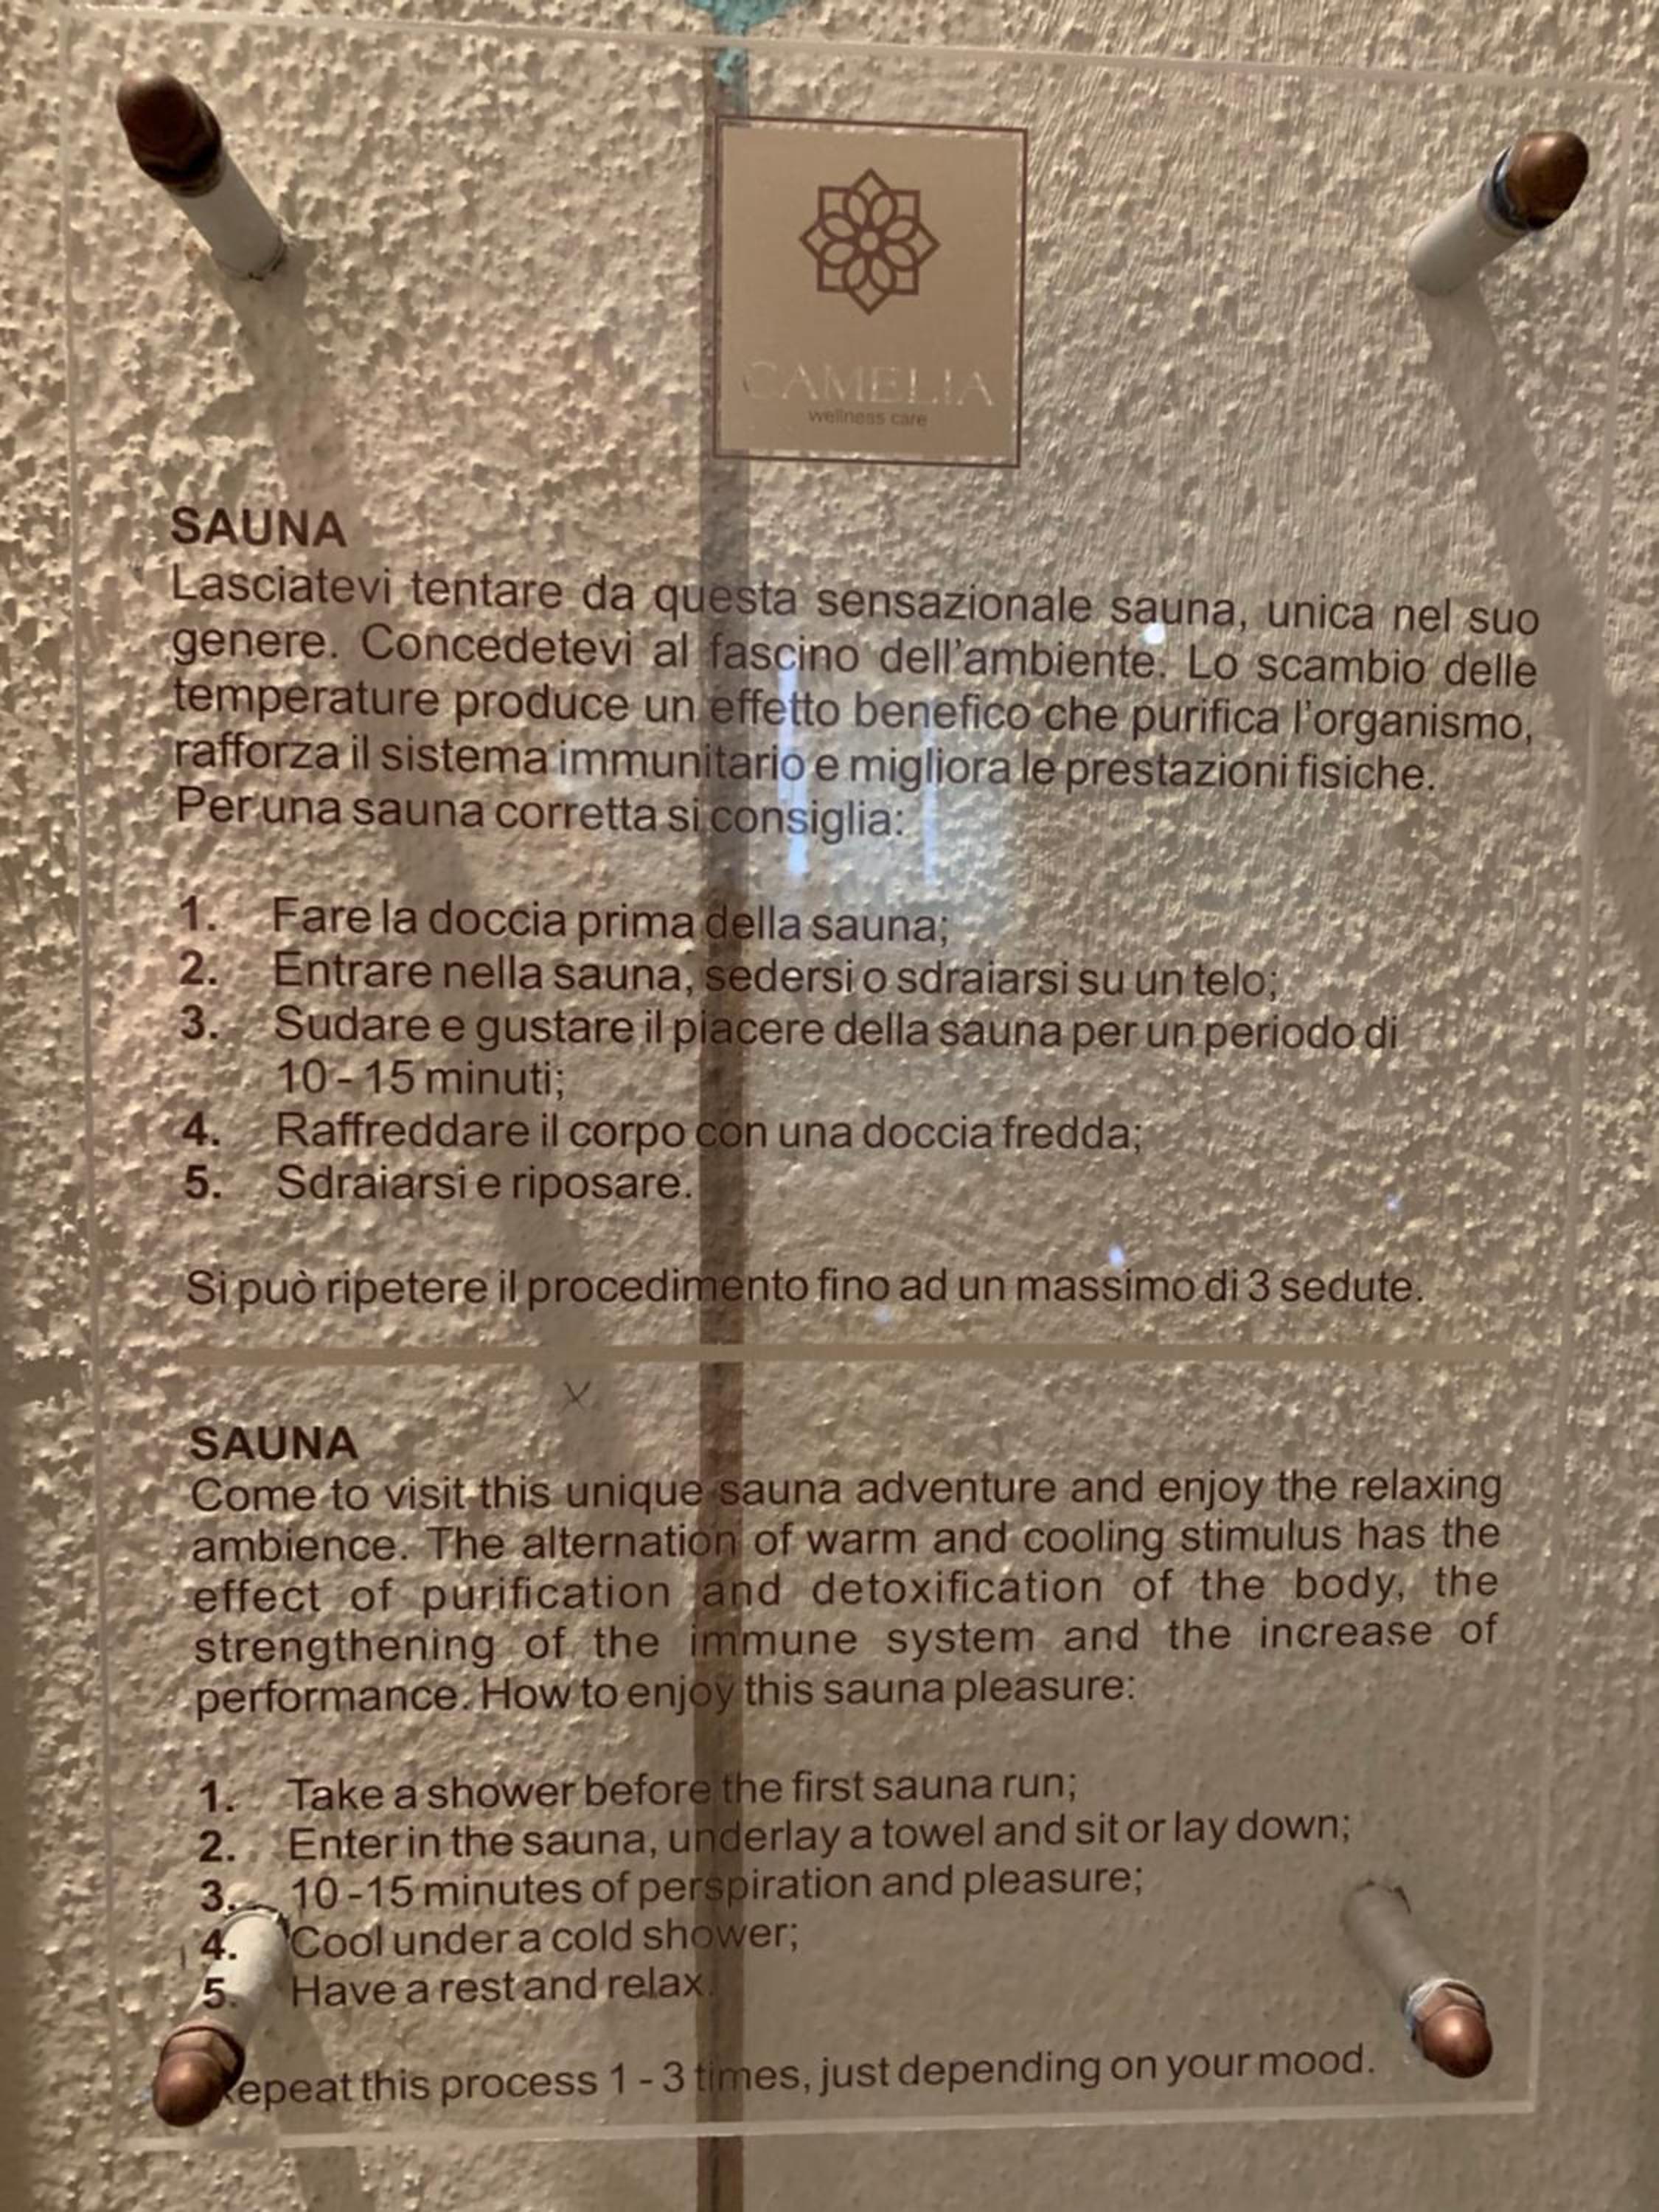 CAMELIA
wellness care
SAUNA
Lasciatevi tentare da questa sensazionale sauna, unica nel suo
genere. Concedetevi al fascino dell'ambiente. Lo scambio delle
temperature produce un effetto benefico che purifica l'organismo,
rafforza il sistema immunitario e migliora le prestazioni fisiche.
Per una sauna corretta si consiglia:
1. Fare la doccia prima della sauna;
2. Entrare nella sauna, sedersi o sdraiarsi su un telo;
3. Sudare e gustare il piacere della sauna per un periodo di
10 - 15 minuti;
4. Raffreddare il corpo con una doccia fredda;
5. Sdraiarsi e riposare.
Si può ripetere il procedimento fino ad un massimo di 3 sedute.
SAUNA
Come to visit this unique sauna adventure and enjoy the relaxing
ambience. The alternation of warm and cooling stimulus has the
effect of purification and detoxification of the body, the
strengthening of the immune system and the increase of
performance. How to enjoy this sauna pleasure:
1. Take a shower before the first sauna run;
2. Enter in the sauna, underlay a towel and sit or lay down;
3. 10 -15 minutes of perspiration and pleasure;
4. Cool under a cold shower;
5. Have a rest and relax.
Repeat this process 1 - 3 times, just depending on your mood.